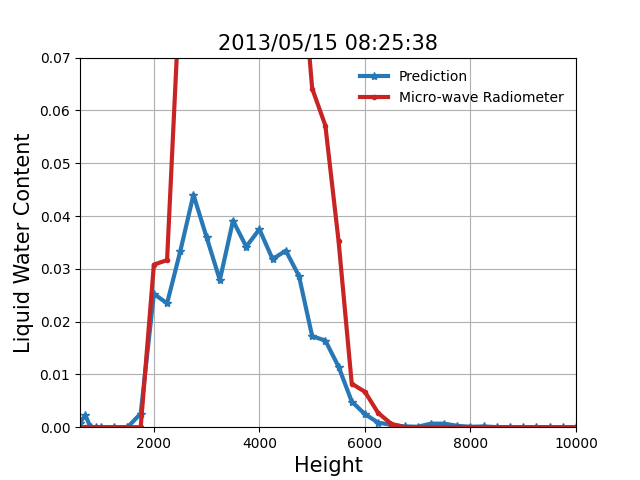 2013/05/15 08:25:38
0.07
0.06
0.05
0.04
0.03
0.02
0.01
0.00
Liquid Water Content
Prediction
Micro-wave Radiometer
2000 4000 6000 8000 10000
Height